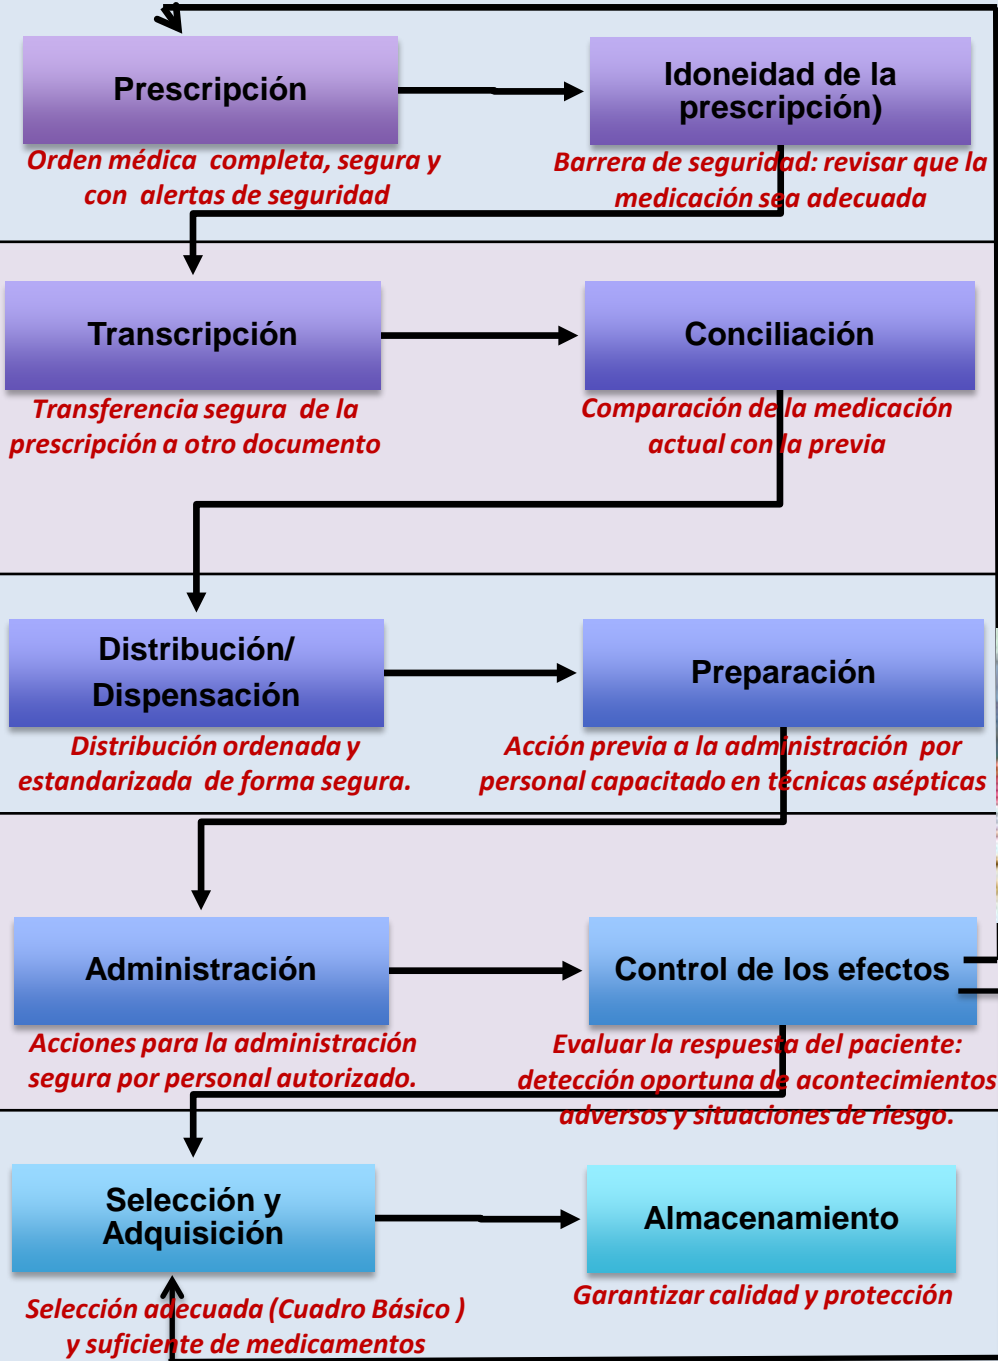 Prescripción
Idoneidad de la
prescripción)
Orden médica completa, segura y
con alertas de seguridad
Barrera de seguridad: revisar que la
medicación sea adecuada
Transcripción
Conciliación
Transferencia segura de la
prescripción a otro documento
Comparación de la medicación
actual con la previa
Distribución/
Dispensación
Preparación
Distribución ordenada y
estandarizada de forma segura.
Acción previa a la administración por
personal capacitado en técnicas asépticas
Administración
Control de los efectos
Acciones para la administración
segura por personal autorizado.
Evaluar la respuesta del paciente:
detección oportuna de acontecimientos
adversos y situaciones de riesgo.
Selección y
Adquisición
Almacenamiento
Selección adecuada (Cuadro Básico )
y suficiente de medicamentos
Garantizar calidad y protección